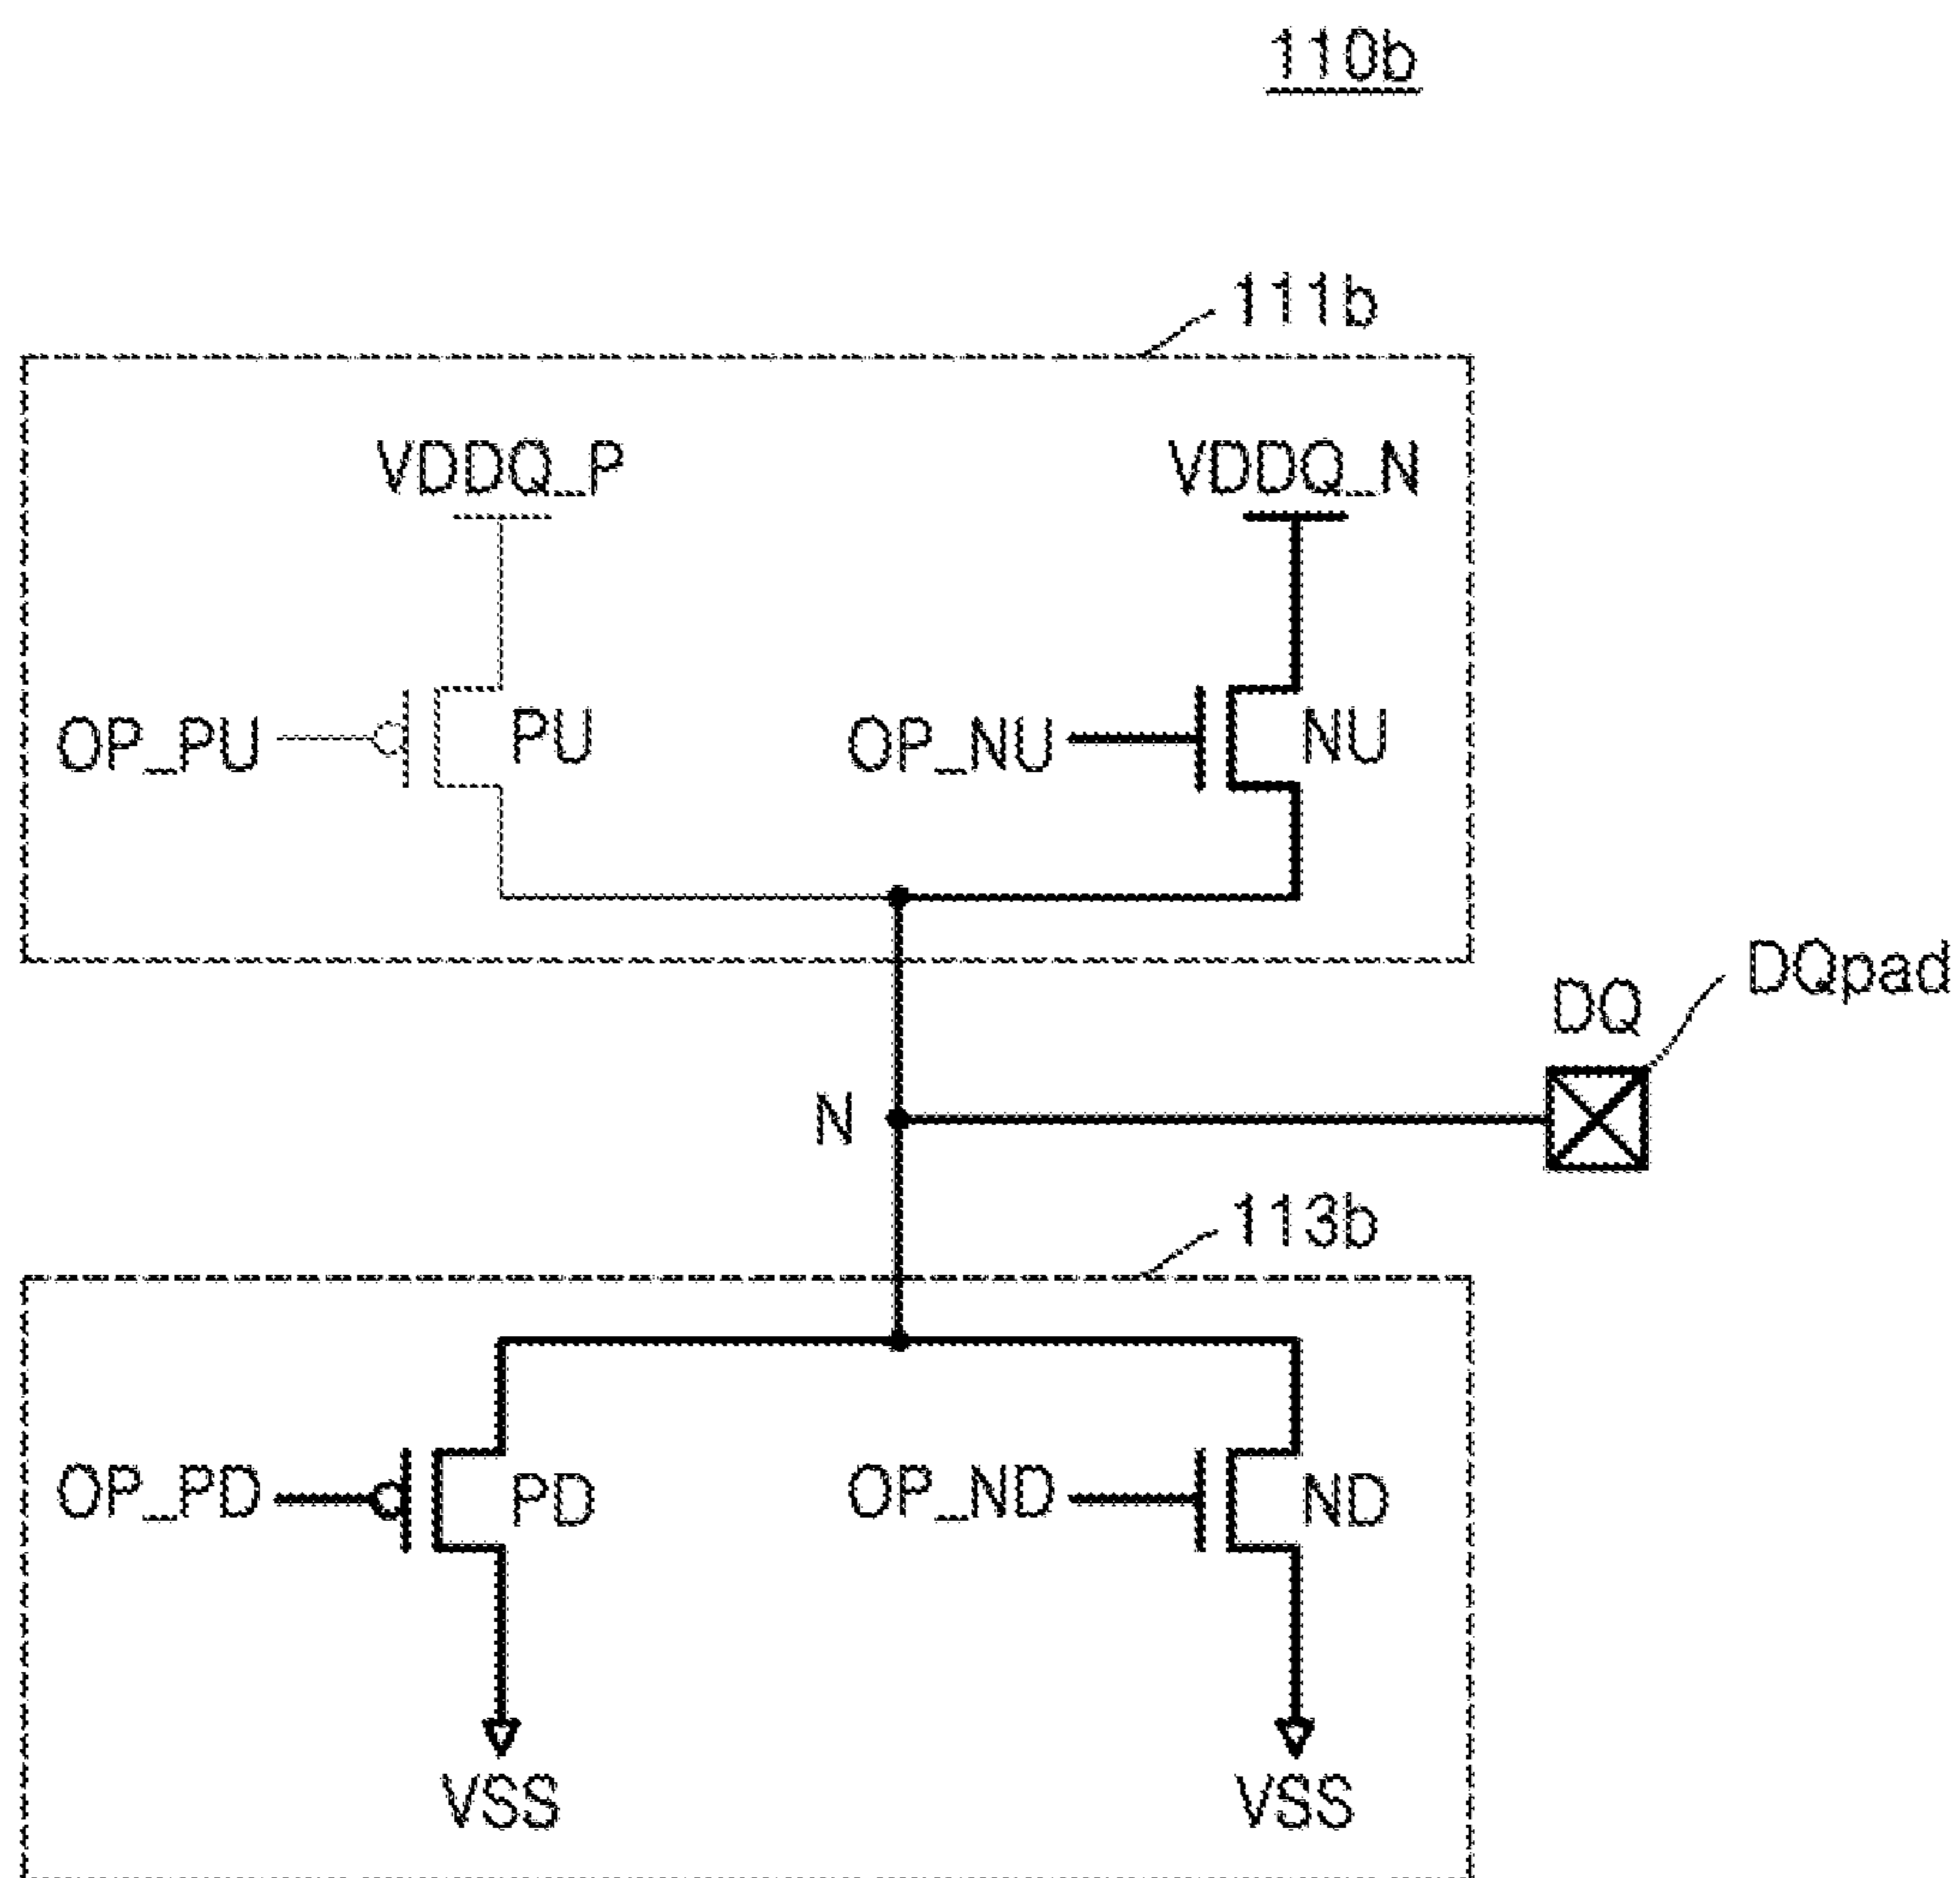 110b
111b
VDDQ_P
VDDQ_N
OP_PU
PU
OP_NU
NU
DQ
DQpad
N
113b
OP_PD
PD
OP_ND
ND
VSS
VSS